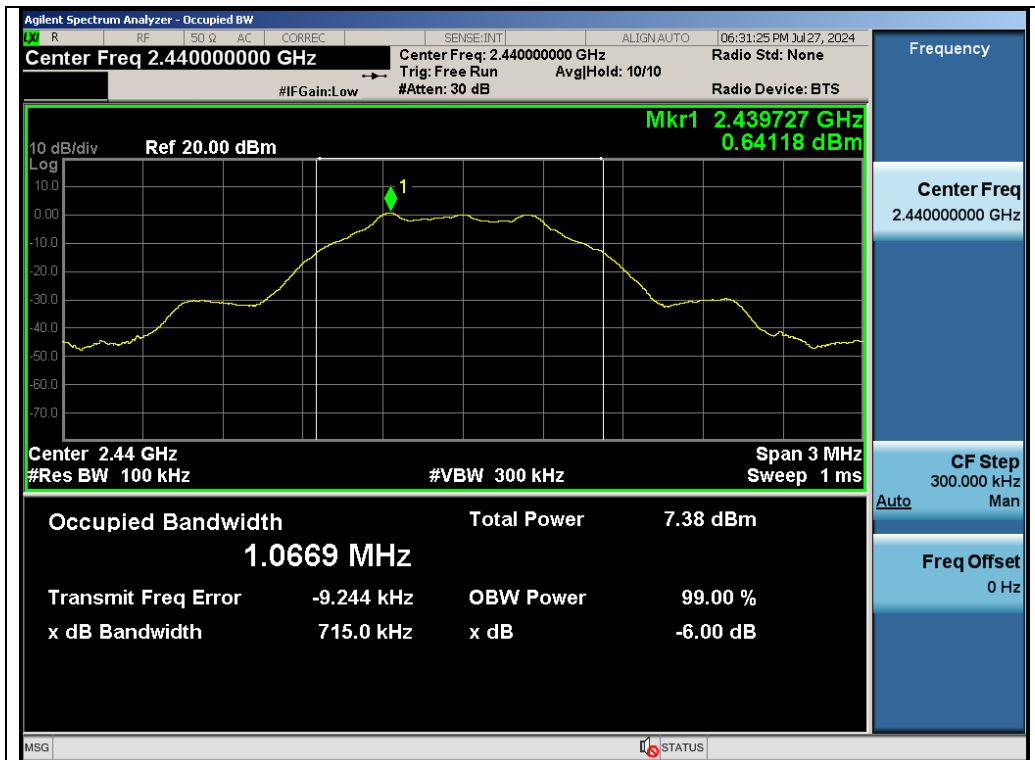 Agilent Spectrum Analyzer - Occupied BW
LXI R RF 50 Ω AC CORREC SENSE:INT ALIGN AUTO 06:31:25 PM Jul 27, 2024
Center Freq 2.440000000 GHz
Center Freq: 2.440000000 GHz
Radio Std: None
Trig: Free Run Avg|Hold: 10/10
#IFGain:Low
#Atten: 30 dB
Radio Device: BTS
Mkr1 2.439727 GHz
0.64118 dBm
10 dB/div Ref 20.00 dBm
Log
10.0
1
0.00
-10.0
-20.0
-30.0
-40.0
-50.0
-60.0
-70.0
Center 2.44 GHz Span 3 MHz
#Res BW 100 kHz #VBW 300 kHz Sweep 1 ms
Occupied Bandwidth Total Power 7.38 dBm
1.0669 MHz
Transmit Freq Error -9.244 kHz OBW Power 99.00 %
x dB Bandwidth 715.0 kHz x dB -6.00 dB
Frequency
Center Freq
2.440000000 GHz
CF Step
300.000 kHz
Auto Man
Freq Offset
0 Hz
MSG STATUS